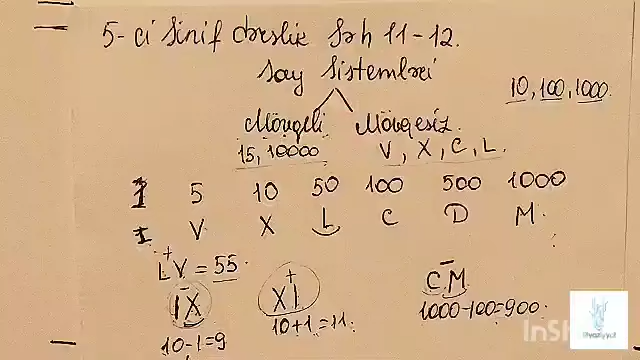 5-ci sinif dərslik səh 11-12.
Say sistemləri
10, 100, 1000
Mövqeli Mövqesiz.
15, 10000 V, X, C, L.
1 5 10 50 100 500 1000
I V X L C D M.
+
LV = 55.
- + -
IX XI CM
10-1=9 10+1=11. 1000-100=900.
InSh